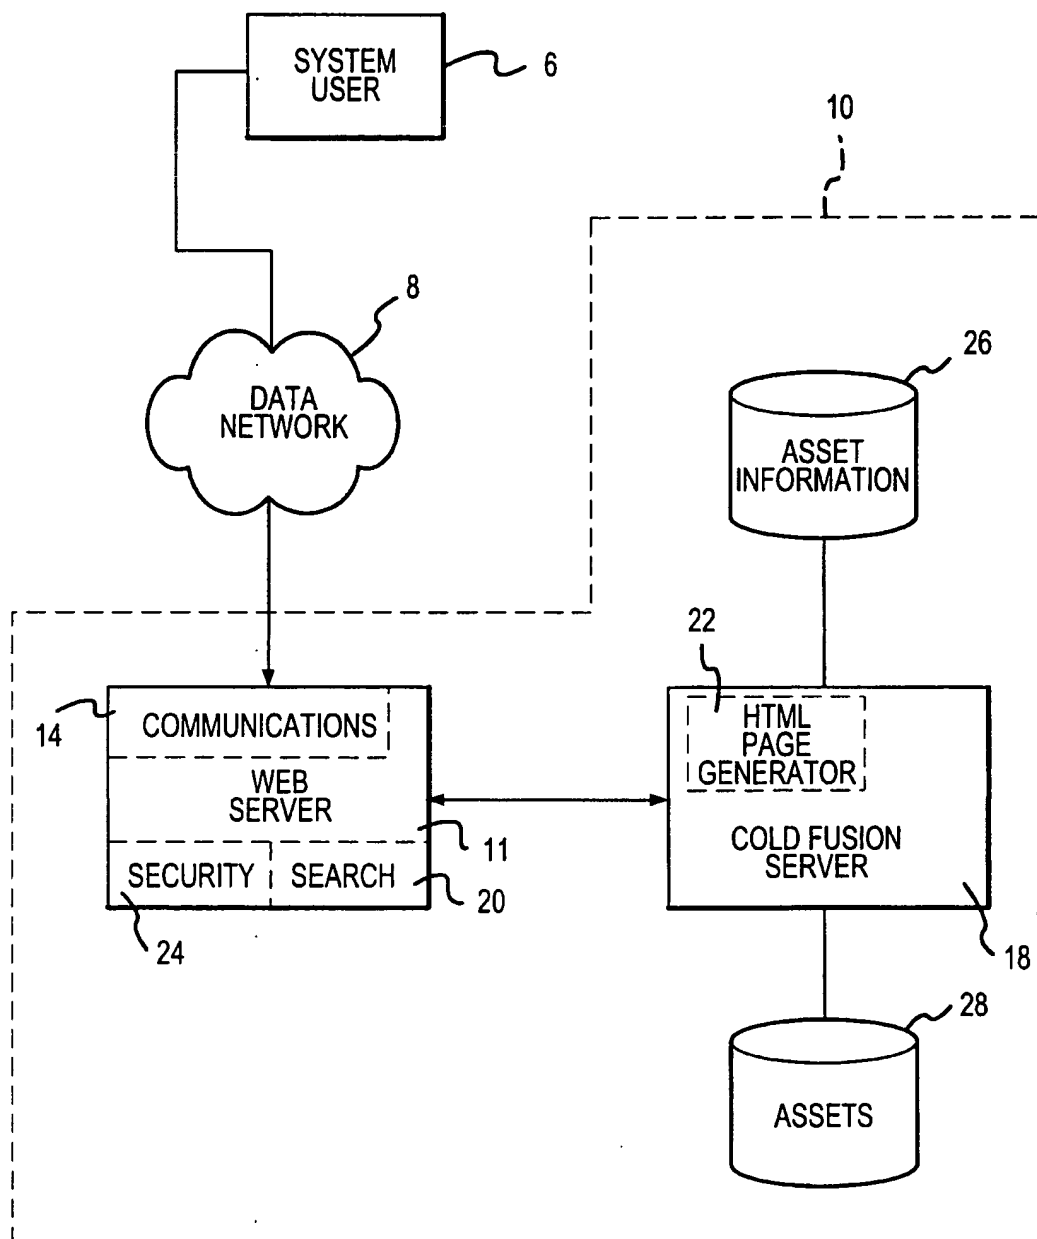 SYSTEM
USER
6
10
8
DATA
NETWORK
26
ASSET
INFORMATION
22
14
COMMUNICATIONS
HTML
PAGE
GENERATOR
WEB
SERVER
11
COLD FUSION
SERVER
SECURITY
SEARCH
20
24
18
28
ASSETS